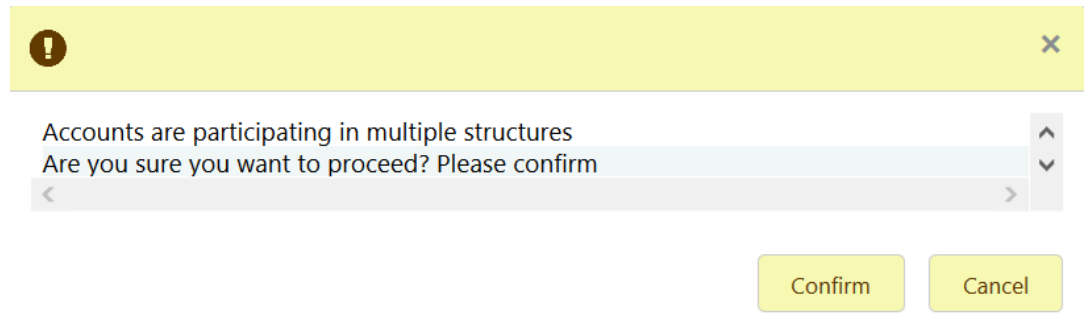 Accounts are participating in multiple structures
Are you sure you want to proceed? Please confirm
Confirm
Cancel